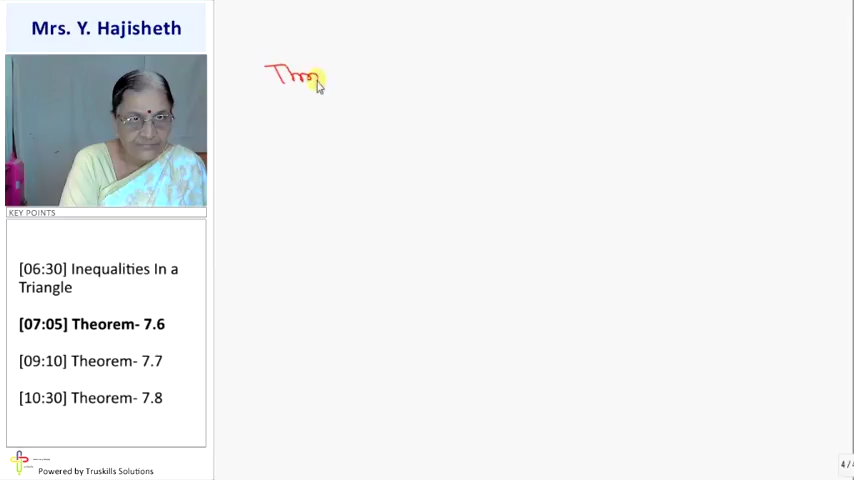 Mrs. Y. Hajisheth
Thm
KEY POINTS
[06:30] Inequalities In a
Triangle
[07:05] Theorem- 7.6
[09:10] Theorem- 7.7
[10:30] Theorem- 7.8
Powered by Truskills Solutions